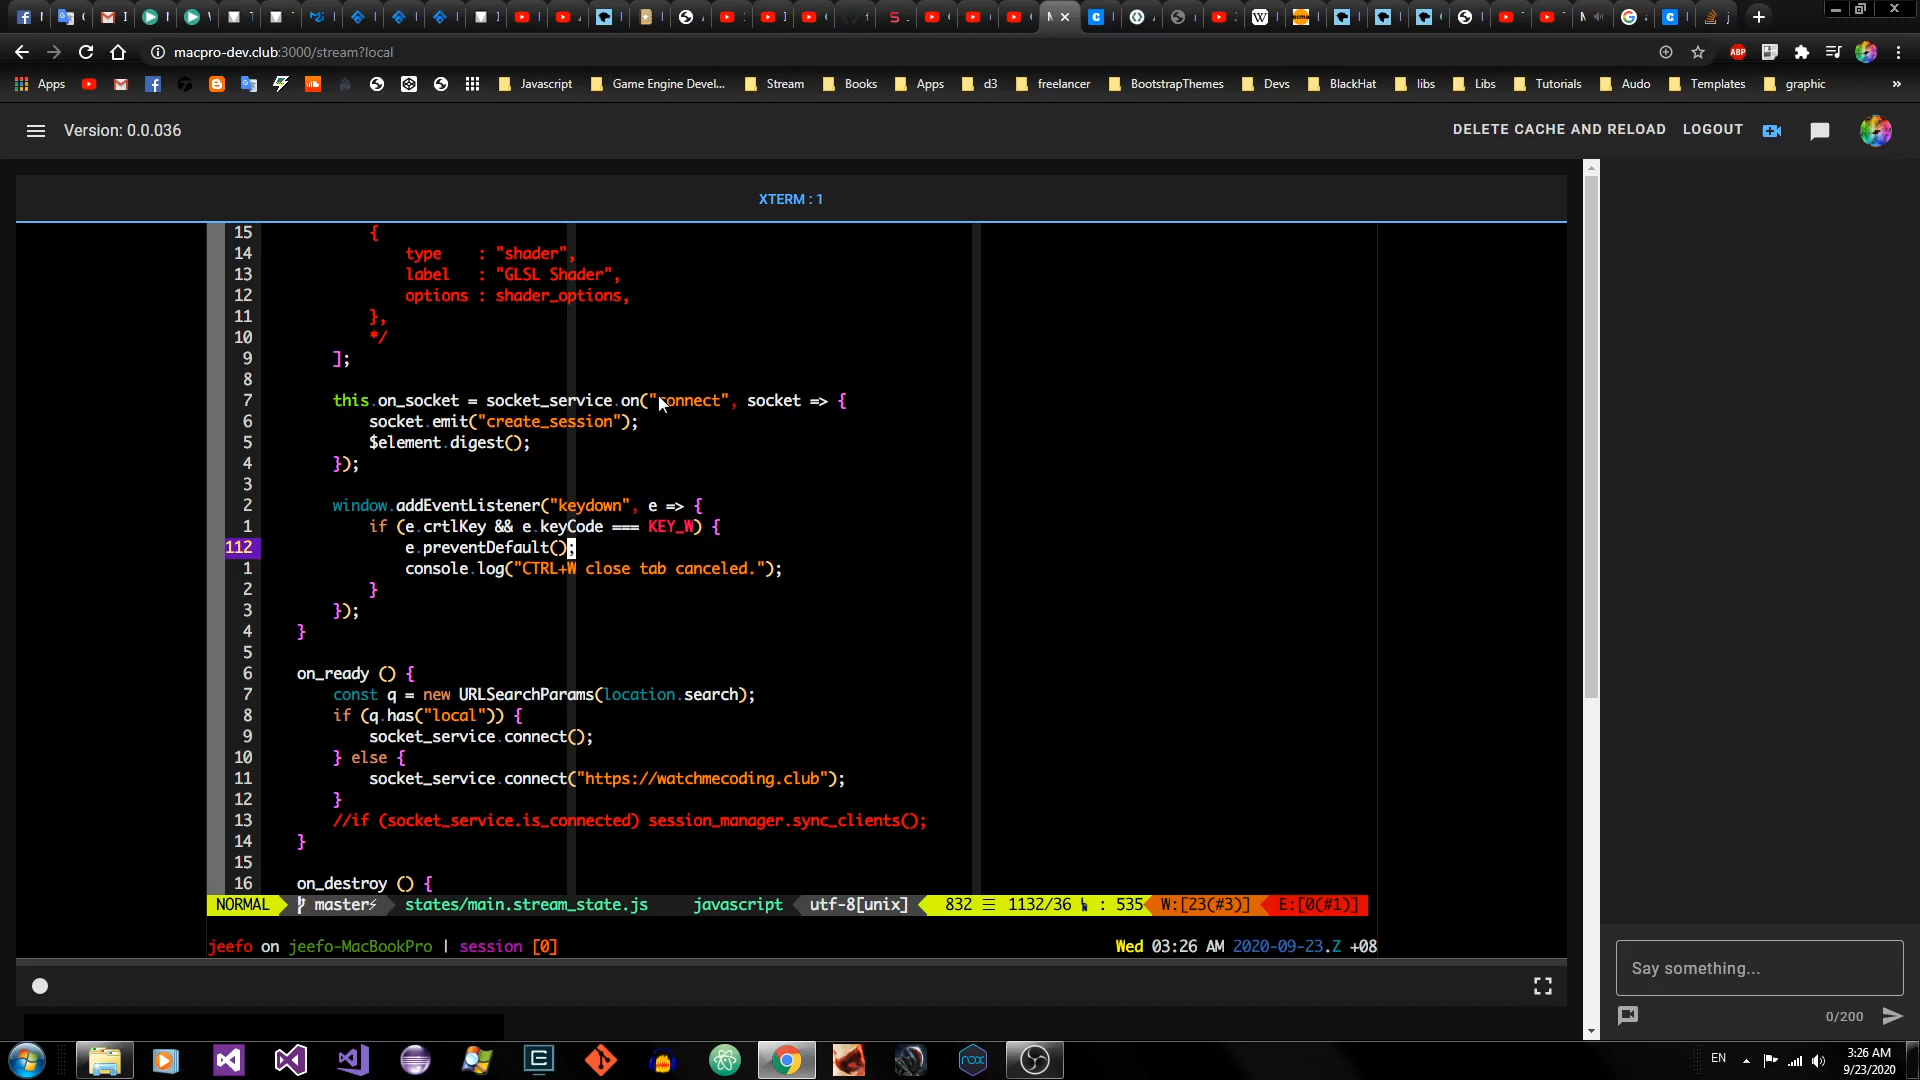 macpro-dev.club:3000/stream?local
ABP
Apps
Javascript
Game Engine Devel...
Stream
Books
Apps
d3
freelancer
BootstrapThemes
Devs
BlackHat
libs
Libs
Tutorials
Audo
Templates
graphic
»
Version: 0.0.036
DELETE CACHE AND RELOAD
LOGOUT
XTERM : 1
15 {
14 type : "shader",
13 label : "GLSL Shader",
12 options : shader_options,
11 },
10 */
9 ];
8
7 this.on_socket = socket_service.on("connect", socket => {
6 socket.emit("create_session");
5 $element.digest();
4 });
3
2 window.addEventListener("keydown", e => {
1 if (e.crtlKey && e.keyCode === KEY_W) {
112 e.preventDefault();
1 console.log("CTRL+W close tab canceled.");
2 }
3 });
4 }
5
6 on_ready () {
7 const q = new URLSearchParams(location.search);
8 if (q.has("local")) {
9 socket_service.connect();
10 } else {
11 socket_service.connect("https://watchmecoding.club");
12 }
13 //if (socket_service.is_connected) session_manager.sync_clients();
14 }
15
16 on_destroy () {
NORMAL master⚡ states/main.stream_state.js javascript utf-8[unix] 832 ☰ 1132/36 : 535 W:[23(#3)] E:[0(#1)]
jeefo on jeefo-MacBookPro | session [0] Wed 03:26 AM 2020-09-23.Z +08
Say something...
0/200
nox
EN
3:26 AM
9/23/2020